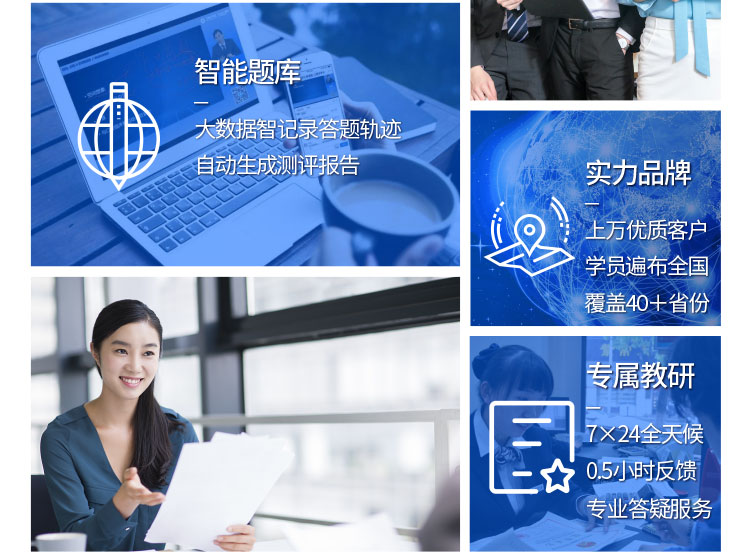 智能题库
大数据智记录答题轨迹
自动生成测评报告
实力品牌
上万优质客户
学员遍布全国
覆盖40+省份
专属教研
7×24全天候
0.5小时反馈
专业答疑服务